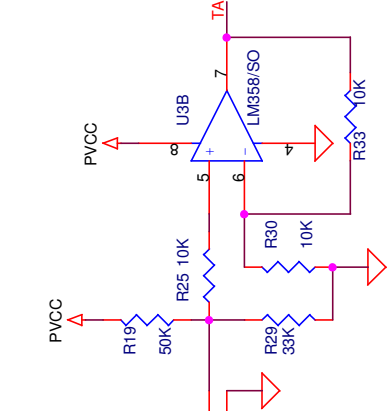 TA
7
U3B
LM358/SO
PVCC
8
+
-
4
10K
R33
5
6
R30
10K
R25 10K
PVCC
R19
50K
R29
33K